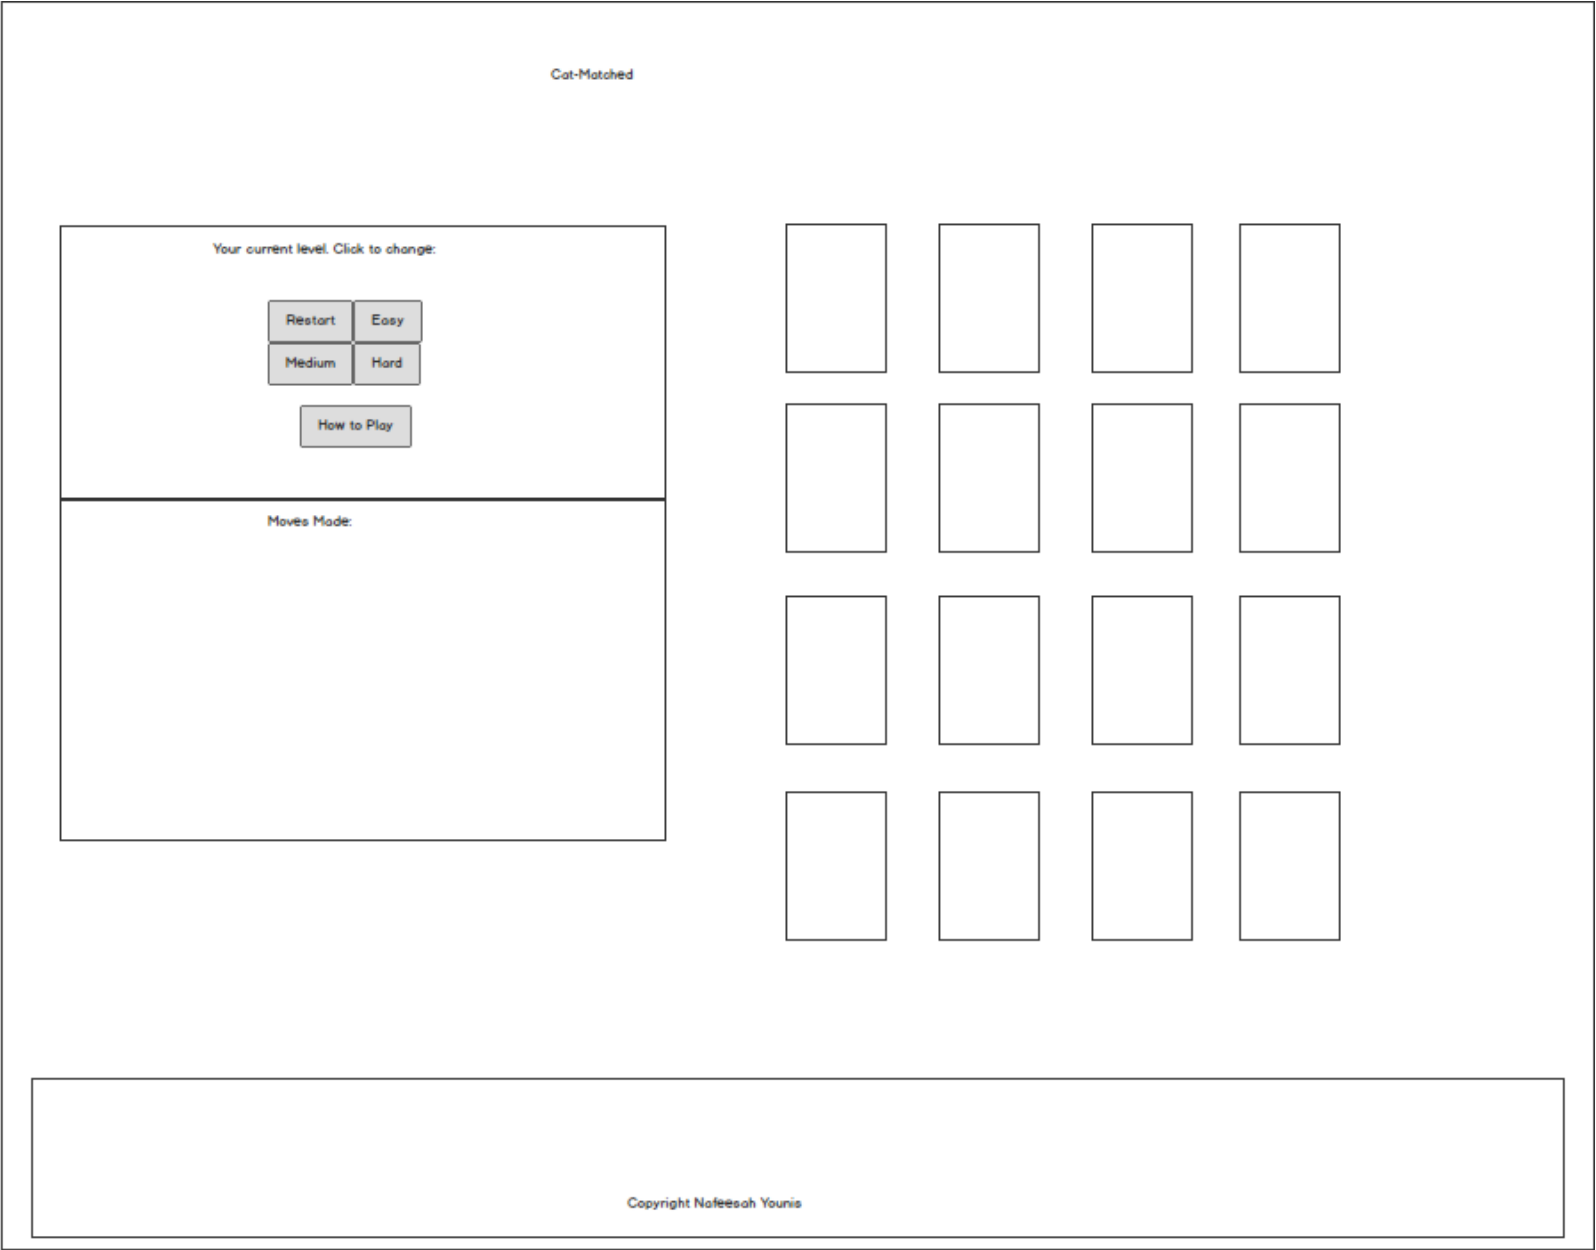 Cat-Matched
Your current level. Click to change:
Restart Easy
Medium Hard
How to Play
Moves Made:
Copyright Nafeesah Younis